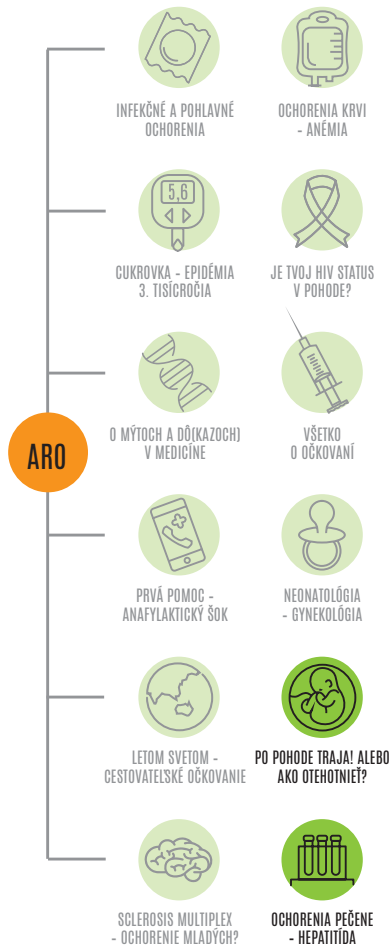 INFEKČNÉ A POHLAVNÉ
OCHORENIA
OCHORENIA KRVI
– ANÉMIA
5,6
CUKROVKA – EPIDÉMIA
3. TISÍCROČIA
JE TVOJ HIV STATUS
V POHODE?
O MÝTOCH A DÔ(KAZOCH)
V MEDICÍNE
VŠETKO
O OČKOVANÍ
ARO
PRVÁ POMOC –
ANAFYLAKTICKÝ ŠOK
NEONATOLÓGIA
– GYNEKOLÓGIA
LETOM SVETOM –
CESTOVATEĽSKÉ OČKOVANIE
PO POHODE TRAJA! ALEBO
AKO OTEHOTNIEŤ?
SCLEROSIS MULTIPLEX
– OCHORENIE MLADÝCH?
OCHORENIA PEČENE
– HEPATITÍDA